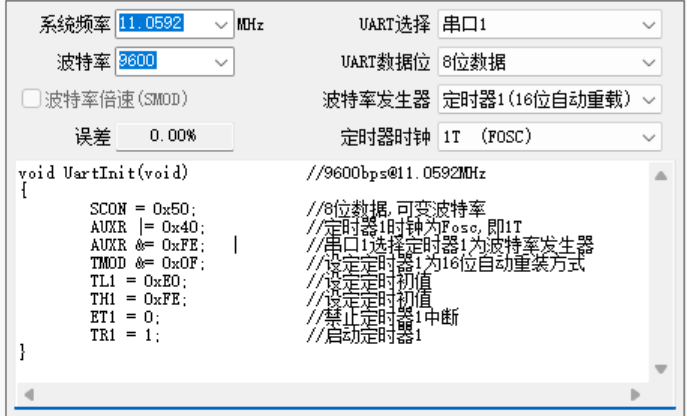 系统频率 11.0592 MHz UART选择 串口1
波特率 9600 UART数据位 8位数据
波特率倍速(SMOD) 波特率发生器 定时器1(16位自动重载)
误差 0.00% 定时器时钟 1T (FOSC)
void UartInit(void) //9600bps@11.0592MHz
{
SCON = 0x50; //8位数据,可变波特率
AUXR |= 0x40; //定时器1时钟为Fosc,即1T
AUXR &= 0xFE; //串口1选择定时器1为波特率发生器
TMOD &= 0x0F; //设定定时器1为16位自动重装方式
TL1 = 0xE0; //设定定时初值
TH1 = 0xFE; //设定定时初值
ET1 = 0; //禁止定时器1中断
TR1 = 1; //启动定时器1
}